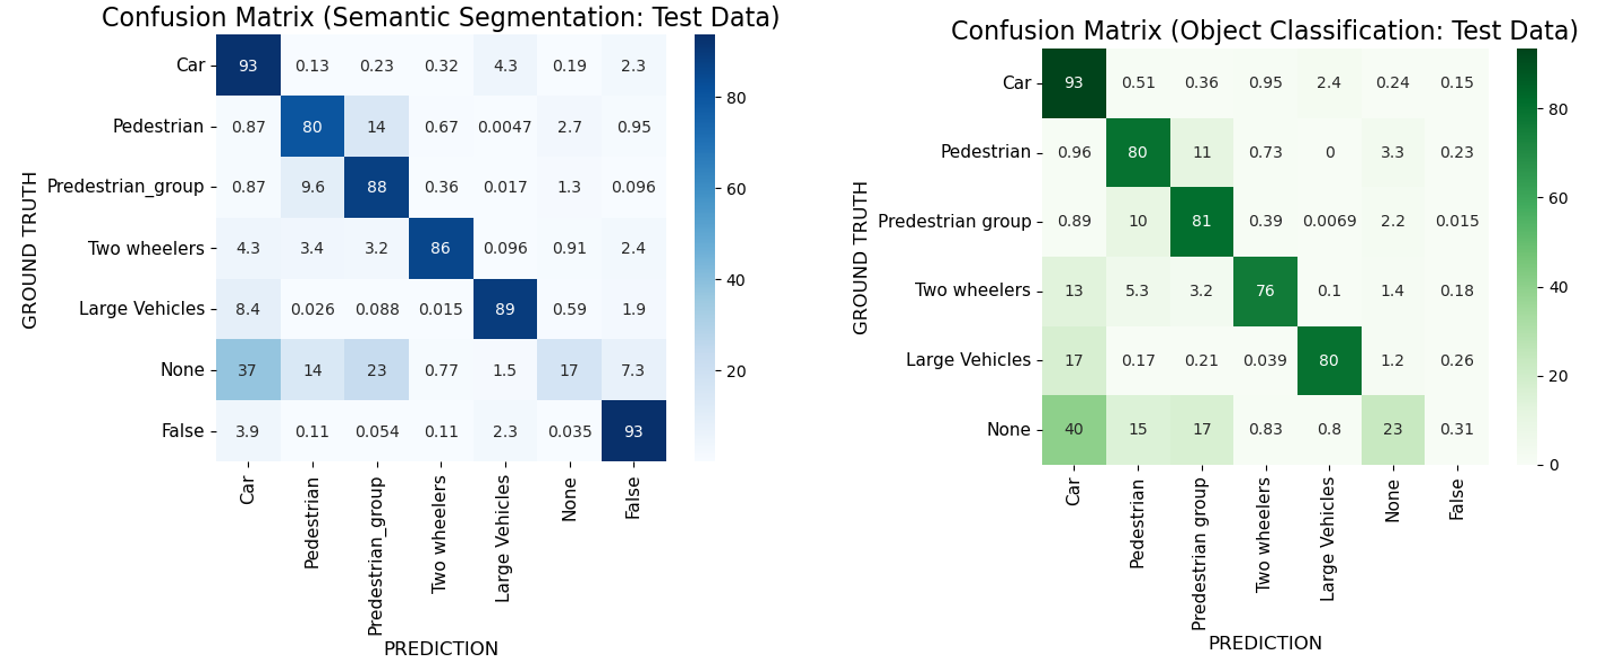 Confusion Matrix (Semantic Segmentation: Test Data)
GROUND TRUTH
Car 93 0.13 0.23 0.32 4.3 0.19 2.3
Pedestrian 0.87 80 14 0.67 0.0047 2.7 0.95
Predestrian_group 0.87 9.6 88 0.36 0.017 1.3 0.096
Two wheelers 4.3 3.4 3.2 86 0.096 0.91 2.4
Large Vehicles 8.4 0.026 0.088 0.015 89 0.59 1.9
None 37 14 23 0.77 1.5 17 7.3
False 3.9 0.11 0.054 0.11 2.3 0.035 93
Car
Pedestrian
Predestrian_group
Two wheelers
Large Vehicles
None
False
PREDICTION
80
60
40
20
Confusion Matrix (Object Classification: Test Data)
GROUND TRUTH
Car 93 0.51 0.36 0.95 2.4 0.24 0.15
Pedestrian 0.96 80 11 0.73 0 3.3 0.23
Predestrian group 0.89 10 81 0.39 0.0069 2.2 0.015
Two wheelers 13 5.3 3.2 76 0.1 1.4 0.18
Large Vehicles 17 0.17 0.21 0.039 80 1.2 0.26
None 40 15 17 0.83 0.8 23 0.31
Car
Pedestrian
Predestrian group
Two wheelers
Large Vehicles
None
False
PREDICTION
80
60
40
20
0